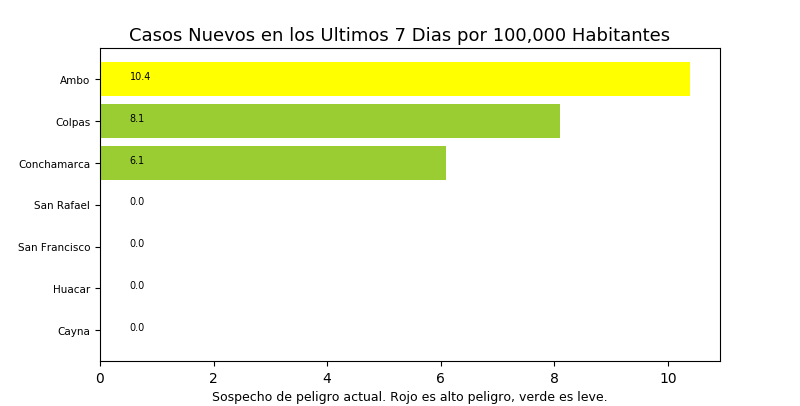 Casos Nuevos en los Ultimos 7 Dias por 100,000 Habitantes
Ambo 10.4
Colpas 8.1
Conchamarca 6.1
San Rafael 0.0
San Francisco 0.0
Huacar 0.0
Cayna 0.0
0 2 4 6 8 10
Sospecho de peligro actual. Rojo es alto peligro, verde es leve.